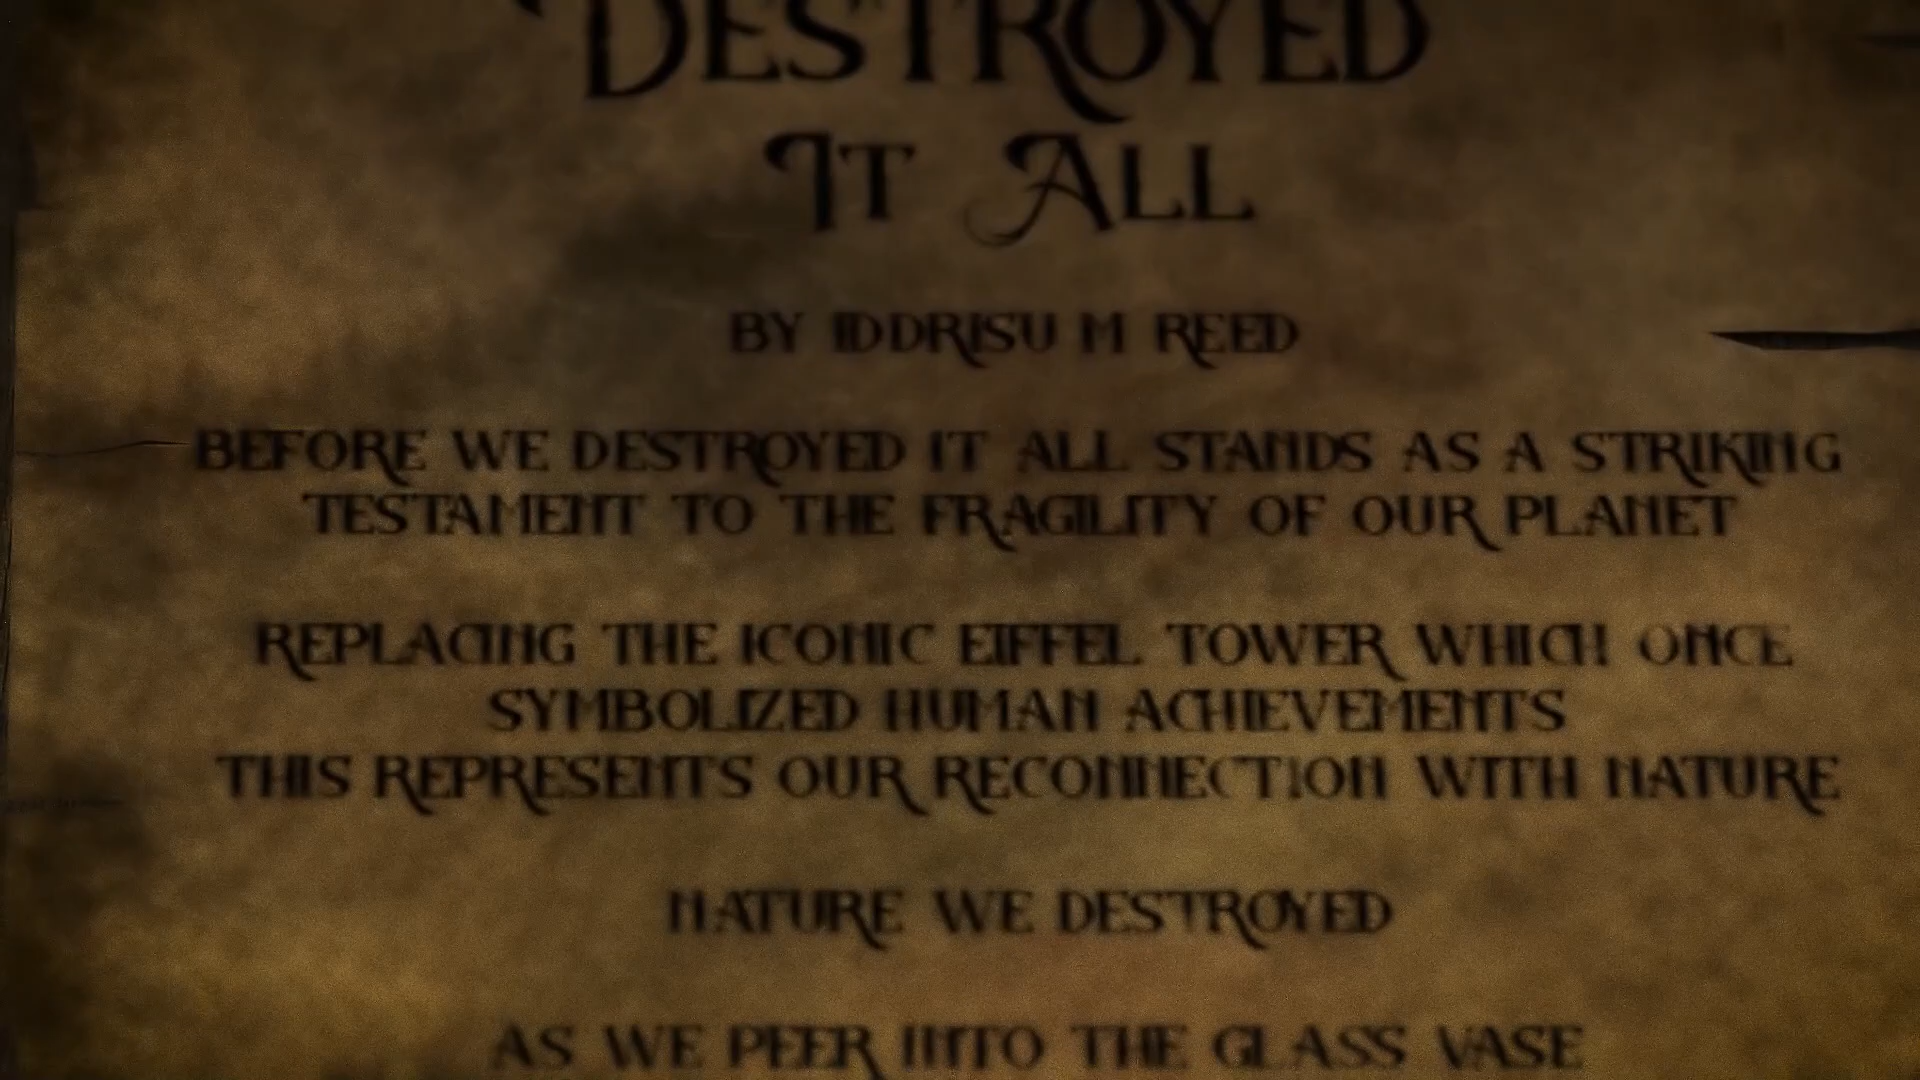 DESTROYED
IT ALL
BY IDDRISU M REED
BEFORE WE DESTROYED IT ALL STANDS AS A STRIKING
TESTAMENT TO THE FRAGILITY OF OUR PLANET
REPLACING THE ICONIC EIFFEL TOWER WHICH ONCE
SYMBOLIZED HUMAN ACHIEVEMENTS
THIS REPRESENTS OUR RECONNECTION WITH NATURE
NATURE WE DESTROYED
AS WE PEER INTO THE GLASS VASE